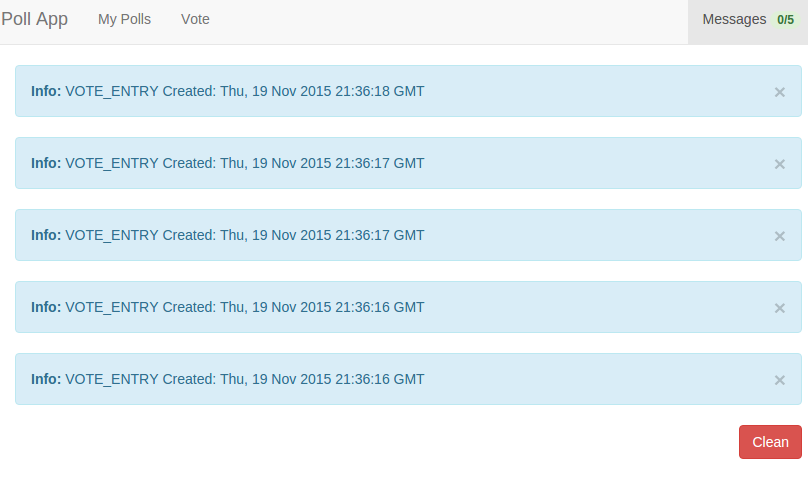 Poll App My Polls Vote Messages 0/5
Info: VOTE_ENTRY Created: Thu, 19 Nov 2015 21:36:18 GMT ×
Info: VOTE_ENTRY Created: Thu, 19 Nov 2015 21:36:17 GMT ×
Info: VOTE_ENTRY Created: Thu, 19 Nov 2015 21:36:17 GMT ×
Info: VOTE_ENTRY Created: Thu, 19 Nov 2015 21:36:16 GMT ×
Info: VOTE_ENTRY Created: Thu, 19 Nov 2015 21:36:16 GMT ×
Clean